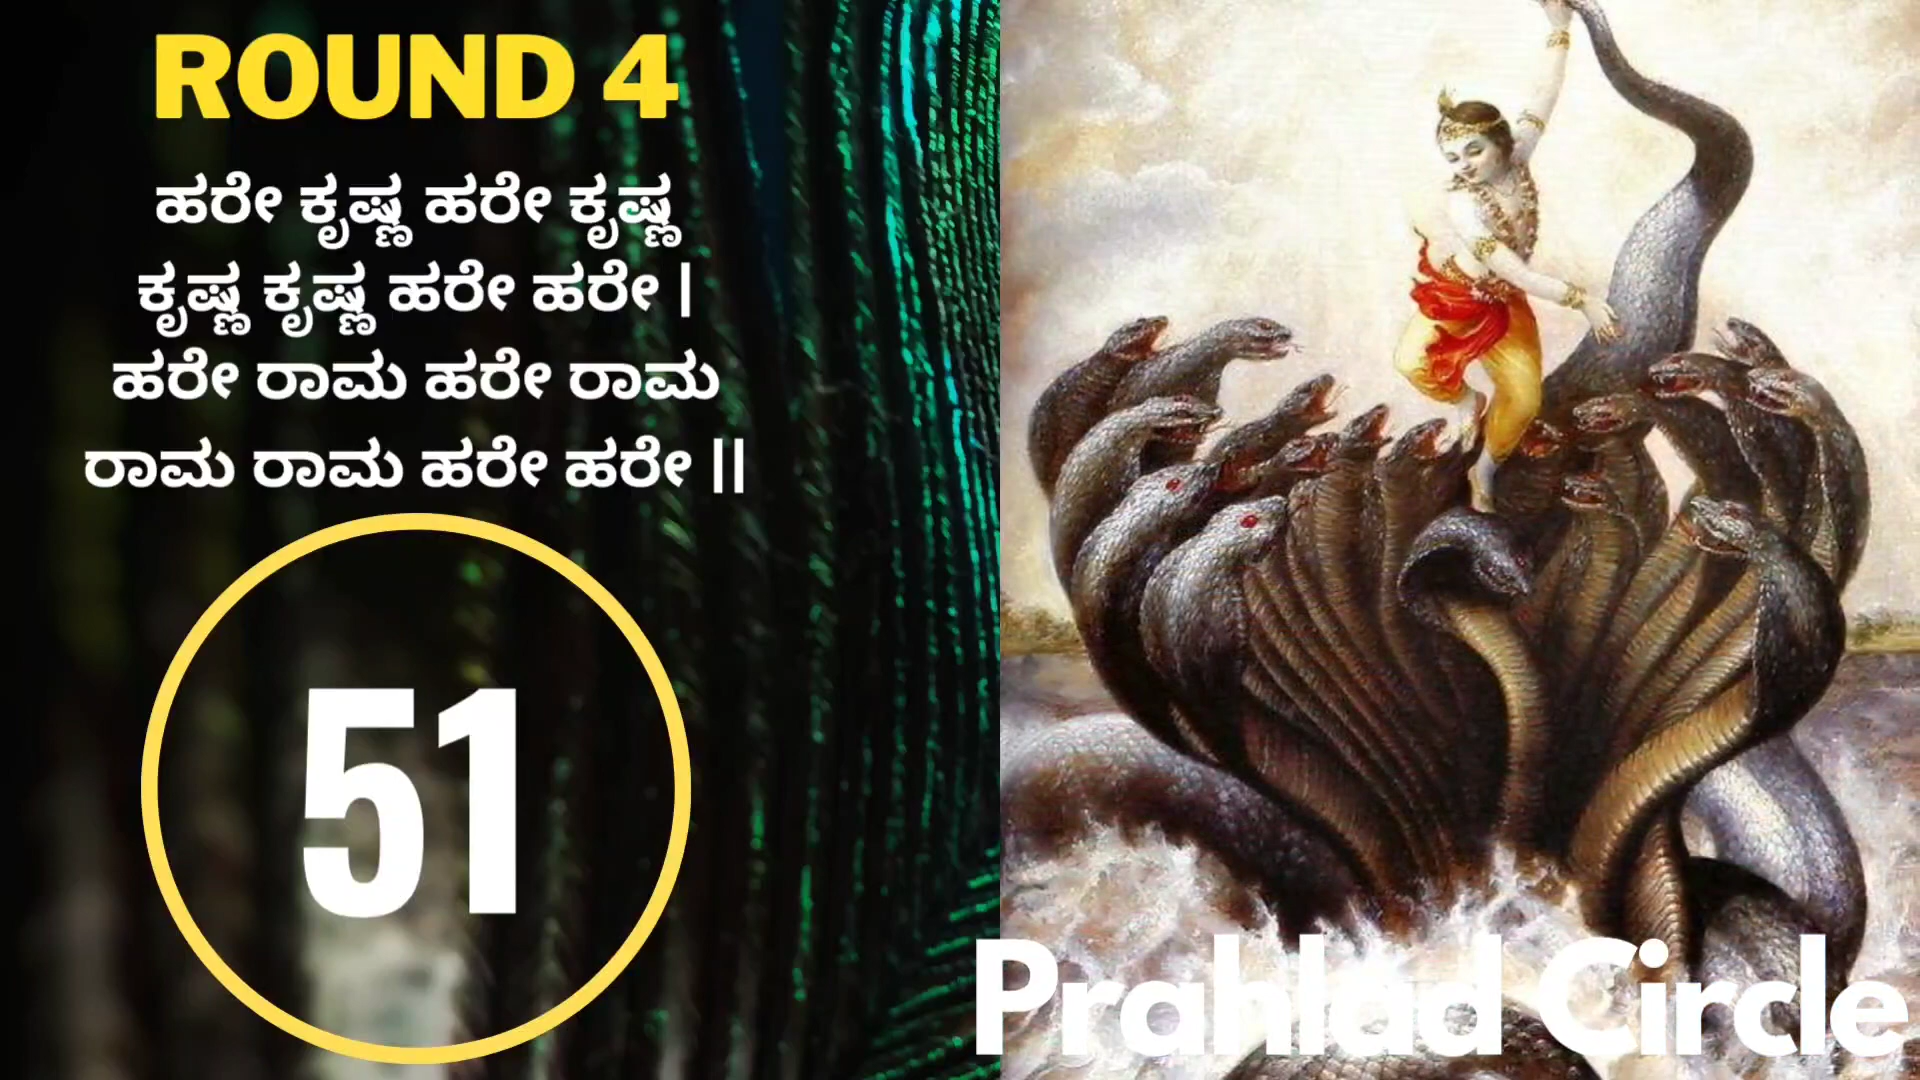 ROUND 4
ಹರೇ ಕೃಷ್ಣ ಹರೇ ಕೃಷ್ಣ
ಕೃಷ್ಣ ಕೃಷ್ಣ ಹರೇ ಹರೇ |
ಹರೇ ರಾಮ ಹರೇ ರಾಮ
ರಾಮ ರಾಮ ಹರೇ ಹರೇ ||
51
Prahlad Circle